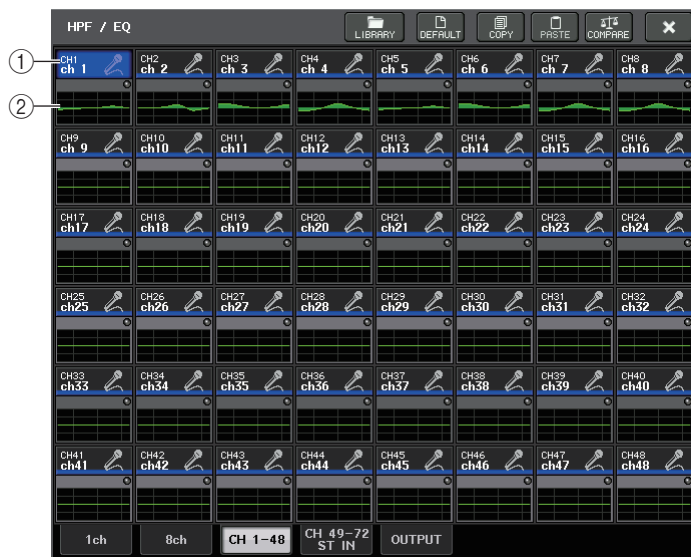 HPF / EQ
LIBRARY
DEFAULT
COPY
PASTE
COMPARE
×
①
②
CH1 CH2 CH3 CH4 CH5 CH6 CH7 CH8
ch 1 ch 2 ch 3 ch 4 ch 5 ch 6 ch 7 ch 8
CH9 CH10 CH11 CH12 CH13 CH14 CH15 CH16
ch 9 ch10 ch11 ch12 ch13 ch14 ch15 ch16
CH17 CH18 CH19 CH20 CH21 CH22 CH23 CH24
ch17 ch18 ch19 ch20 ch21 ch22 ch23 ch24
CH25 CH26 CH27 CH28 CH29 CH30 CH31 CH32
ch25 ch26 ch27 ch28 ch29 ch30 ch31 ch32
CH33 CH34 CH35 CH36 CH37 CH38 CH39 CH40
ch33 ch34 ch35 ch36 ch37 ch38 ch39 ch40
CH41 CH42 CH43 CH44 CH45 CH46 CH47 CH48
ch41 ch42 ch43 ch44 ch45 ch46 ch47 ch48
1ch
8ch
CH 1-48
CH 49-72
ST IN
OUTPUT